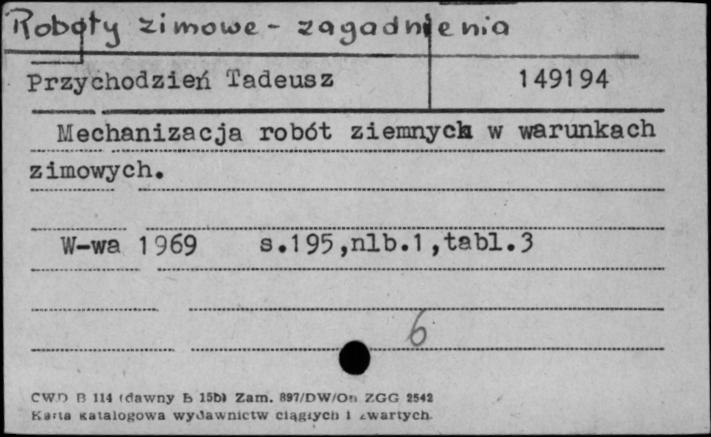 Roboty zimowe - zagadnienia
Przychodzień Tadeusz 149194
Mechanizacja robót ziemnych w warunkach
zimowych.
W-wa 1969 s.195,nlb.1,tabl.3
6
CWD B 114 (dawny B 15b) Zam. 897/DW/On ZGG 2542
Karta katalogowa wydawnictw ciągłych i zwartych